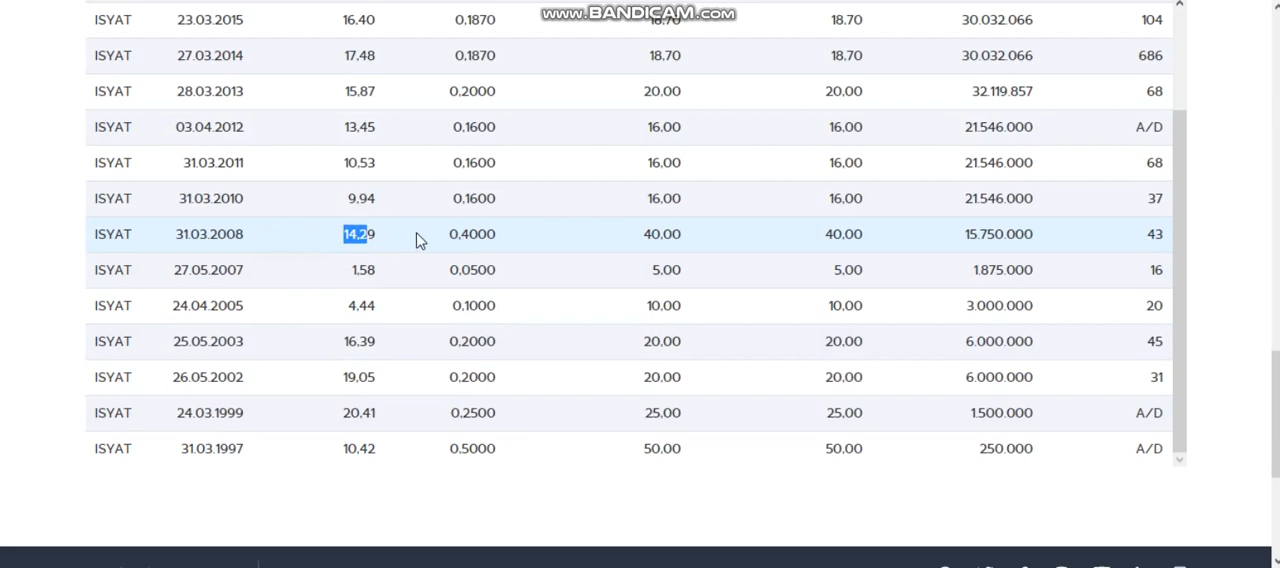 www.BANDICAM.com
ISYAT 23.03.2015 16,40 0,1870 18,70 18,70 30.032.066 104
ISYAT 27.03.2014 17,48 0,1870 18,70 18,70 30.032.066 686
ISYAT 28.03.2013 15,87 0,2000 20,00 20,00 32.119.857 68
ISYAT 03.04.2012 13,45 0,1600 16,00 16,00 21.546.000 A/D
ISYAT 31.03.2011 10,53 0,1600 16,00 16,00 21.546.000 68
ISYAT 31.03.2010 9,94 0,1600 16,00 16,00 21.546.000 37
ISYAT 31.03.2008 14,29 0,4000 40,00 40,00 15.750.000 43
ISYAT 27.05.2007 1,58 0,0500 5,00 5,00 1.875.000 16
ISYAT 24.04.2005 4,44 0,1000 10,00 10,00 3.000.000 20
ISYAT 25.05.2003 16,39 0,2000 20,00 20,00 6.000.000 45
ISYAT 26.05.2002 19,05 0,2000 20,00 20,00 6.000.000 31
ISYAT 24.03.1999 20,41 0,2500 25,00 25,00 1.500.000 A/D
ISYAT 31.03.1997 10,42 0,5000 50,00 50,00 250.000 A/D